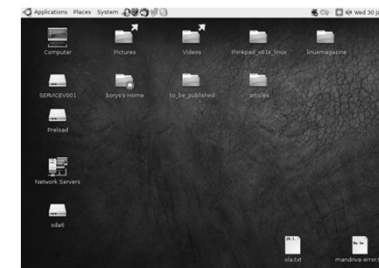 Applications Places System Wed 30 J
Computer Pictures Videos thinkpad_x61s_linux linuxmagazine
SERVICEV001 borys's Home to_be_published articles
Preload
Network Servers
sda6
ola.txt mandriva-error.t